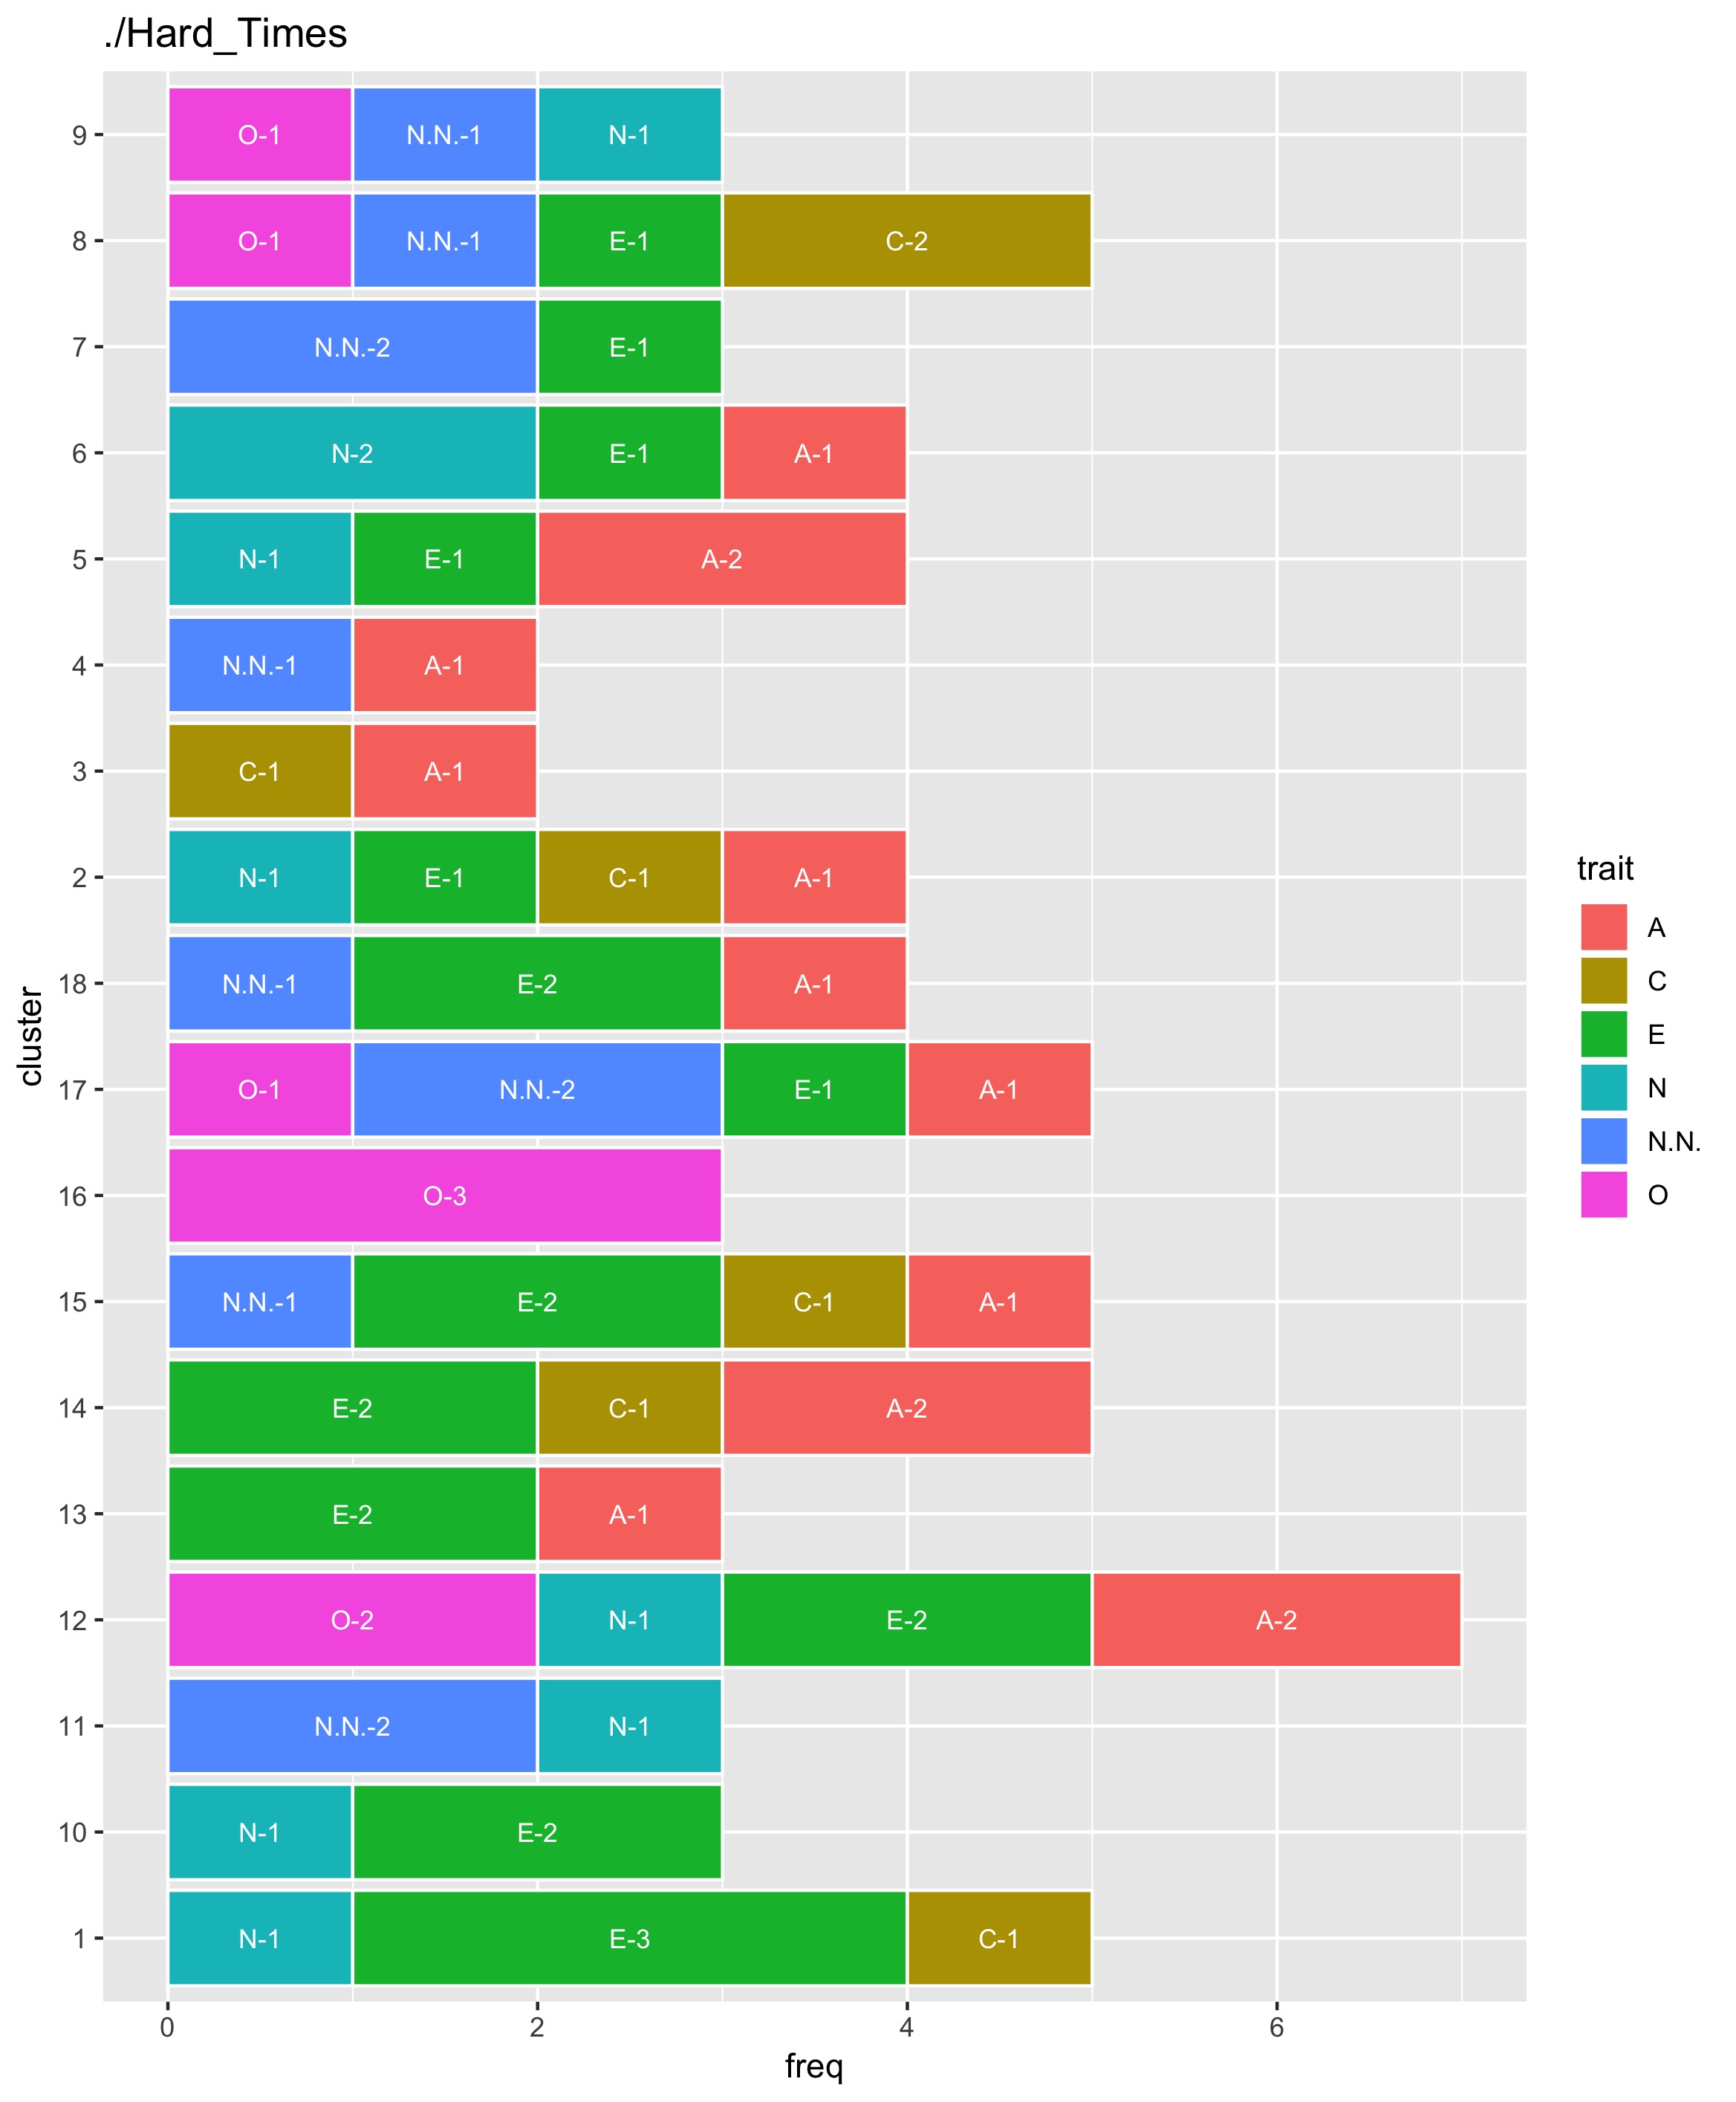 ./Hard_Times
9 O-1 N.N.-1 N-1
8 O-1 N.N.-1 E-1 C-2
7 N.N.-2 E-1
6 N-2 E-1 A-1
5 N-1 E-1 A-2
4 N.N.-1 A-1
3 C-1 A-1
2 N-1 E-1 C-1 A-1
18 N.N.-1 E-2 A-1
17 O-1 N.N.-2 E-1 A-1
16 O-3
15 N.N.-1 E-2 C-1 A-1
14 E-2 C-1 A-2
13 E-2 A-1
12 O-2 N-1 E-2 A-2
11 N.N.-2 N-1
10 N-1 E-2
1 N-1 E-3 C-1
0 2 4 6
freq
cluster
trait
A
C
E
N
N.N.
O